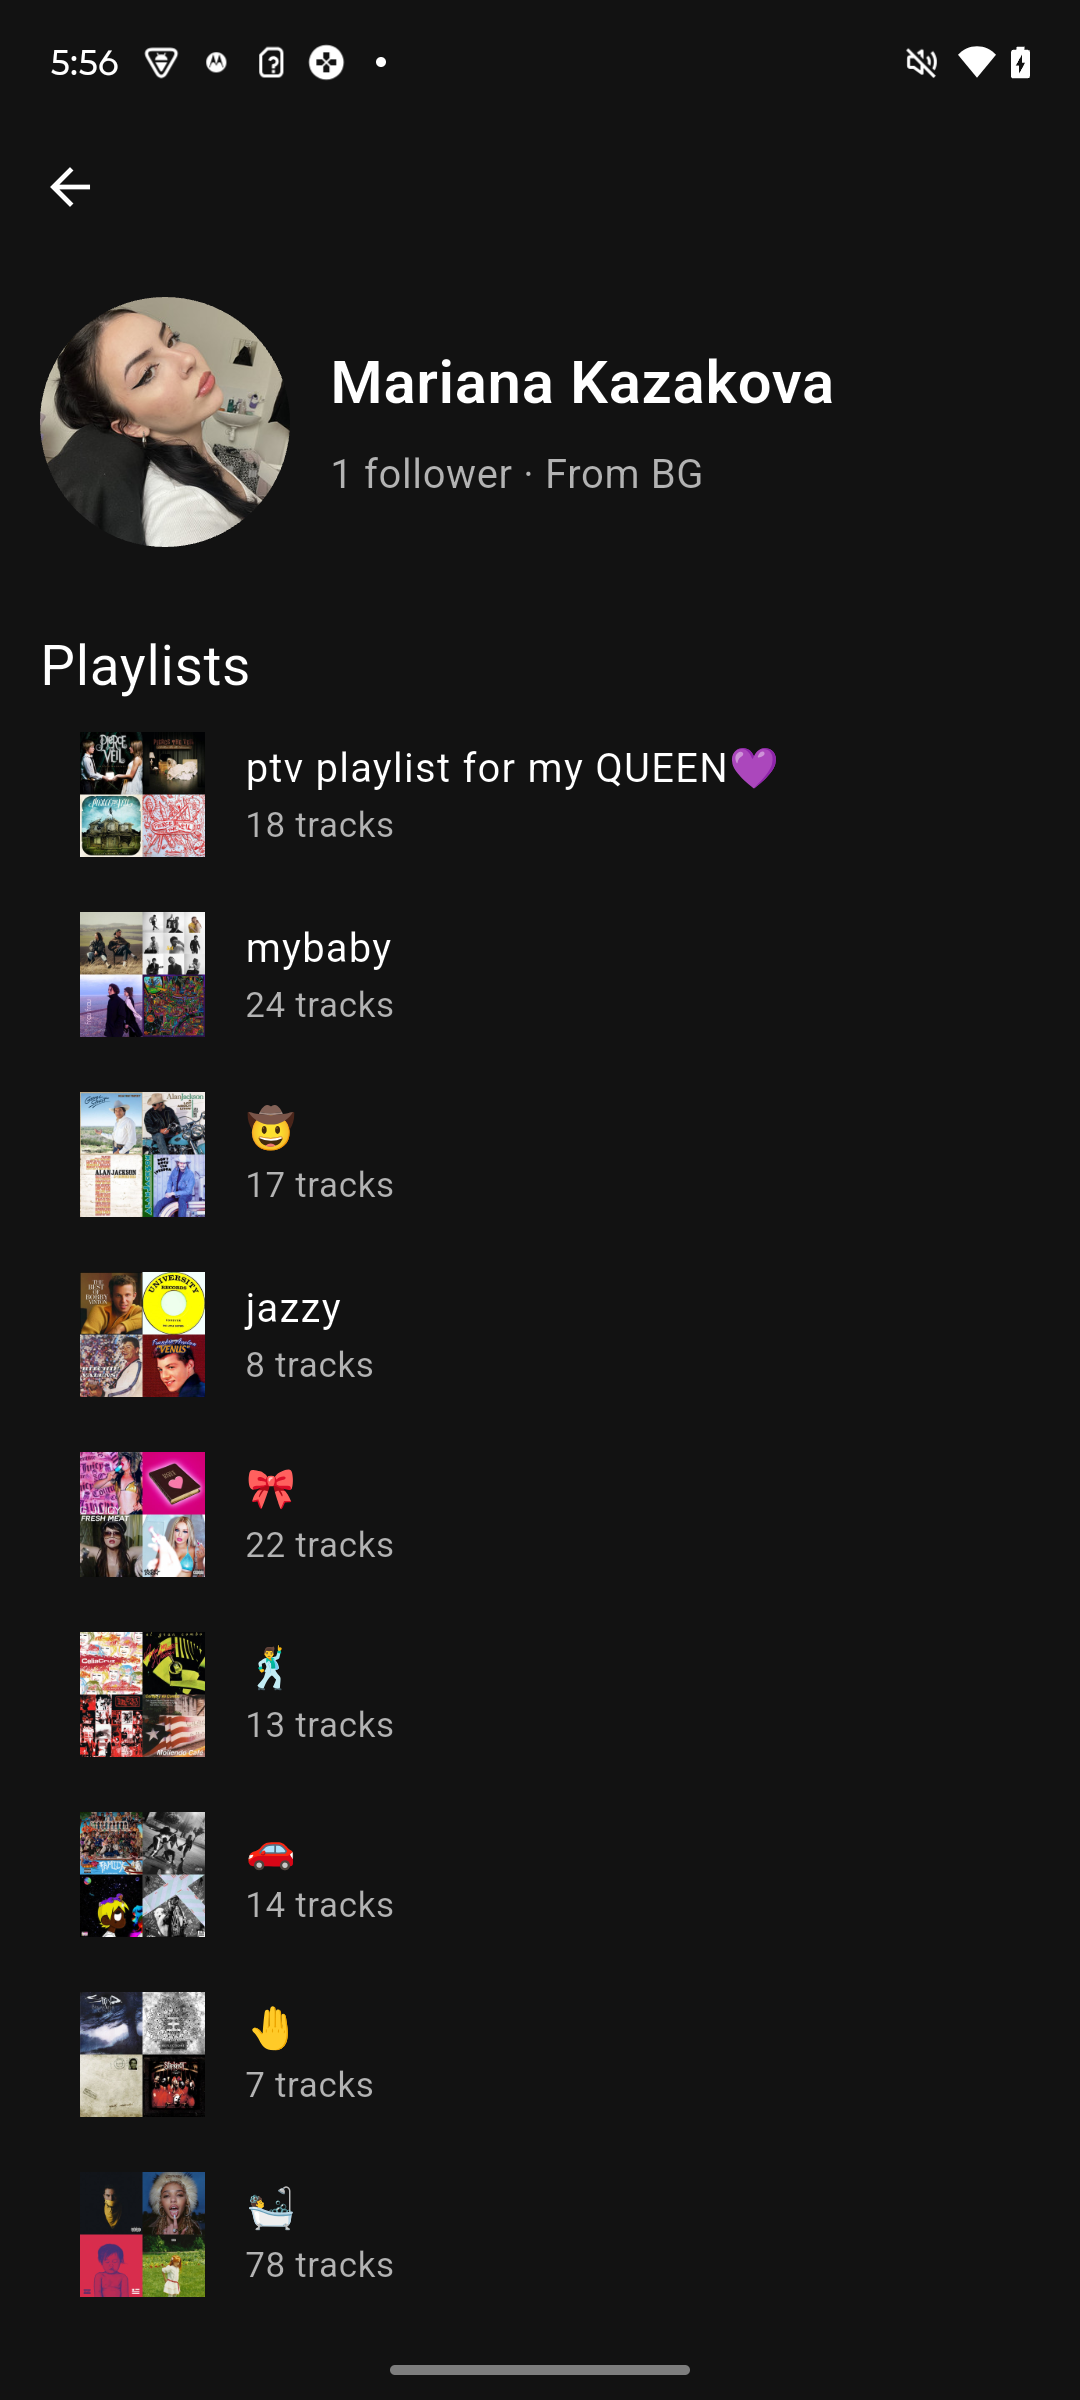 5:56
Mariana Kazakova
1 follower · From BG
Playlists
ptv playlist for my QUEEN💜
18 tracks
mybaby
24 tracks
🤠
17 tracks
jazzy
8 tracks
🎀
22 tracks
🕺
13 tracks
🚗
14 tracks
🤚
7 tracks
🛀
78 tracks